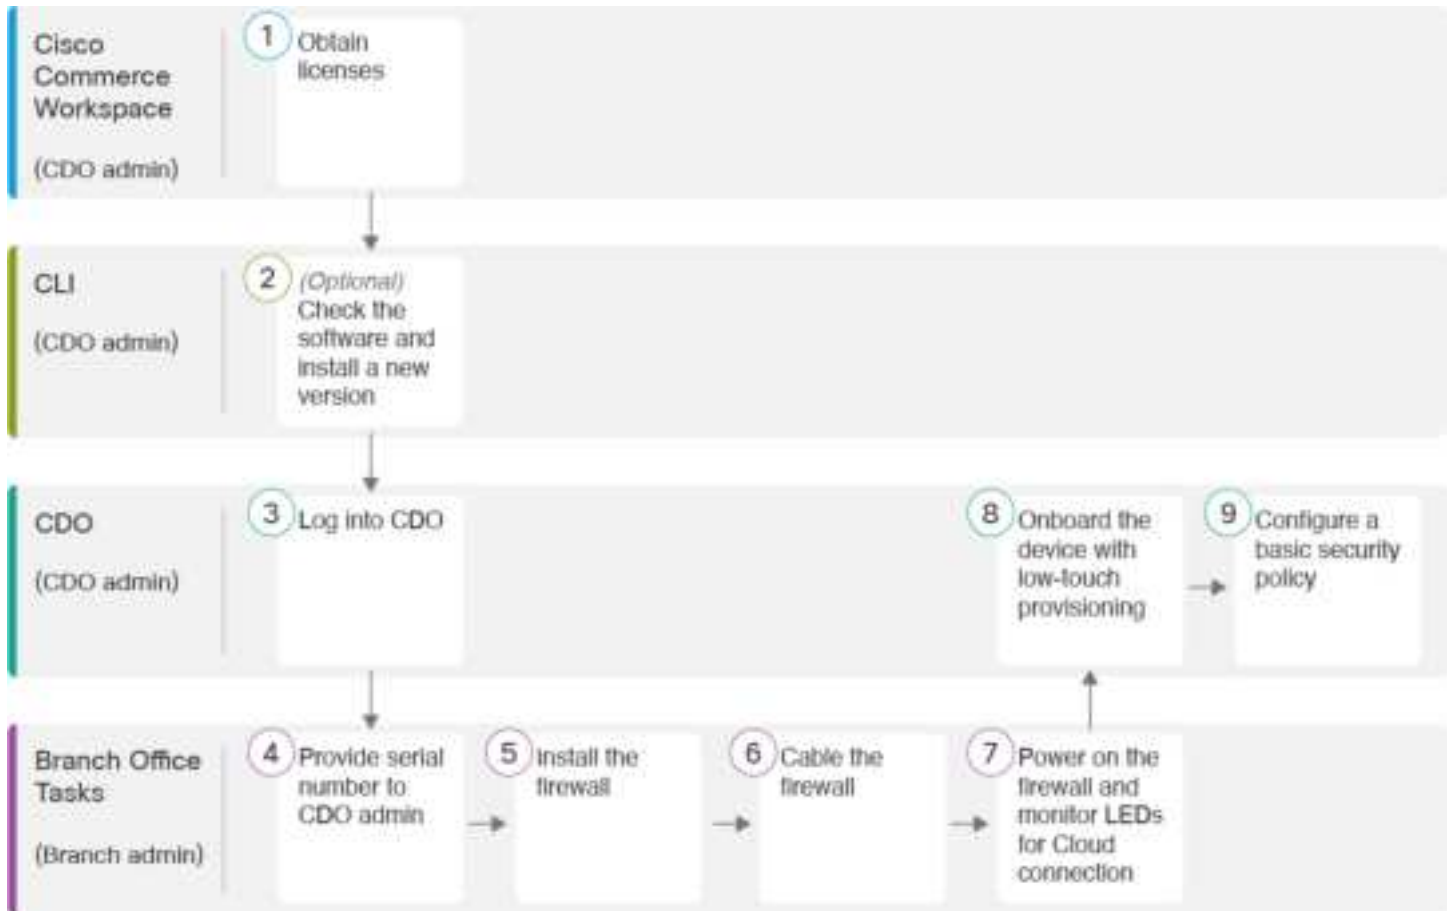 Cisco
Commerce
Workspace
(CDO admin)
1
Obtain
licenses
CLI
(CDO admin)
2
(Optional)
Check the
software and
install a new
version
CDO
(CDO admin)
3
Log into CDO
8
Onboard the
device with
low-touch
provisioning
9
Configure a
basic security
policy
Branch Office
Tasks
(Branch admin)
4
Provide serial
number to
CDO admin
5
Install the
firewall
6
Cable the
firewall
7
Power on the
firewall and
monitor LEDs
for Cloud
connection